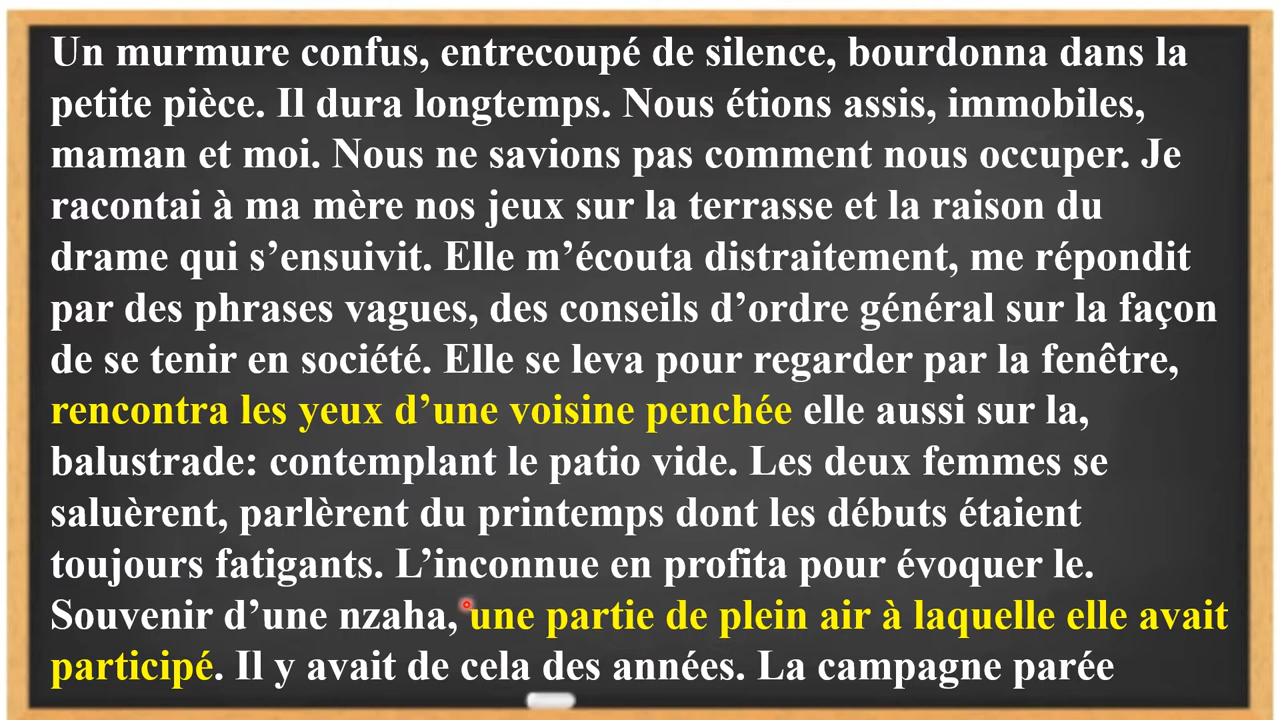 Un murmure confus, entrecoupé de silence, bourdonna dans la
petite pièce. Il dura longtemps. Nous étions assis, immobiles,
maman et moi. Nous ne savions pas comment nous occuper. Je
racontai à ma mère nos jeux sur la terrasse et la raison du
drame qui s’ensuivit. Elle m’écouta distraitement, me répondit
par des phrases vagues, des conseils d’ordre général sur la façon
de se tenir en société. Elle se leva pour regarder par la fenêtre,
rencontra les yeux d’une voisine penchée elle aussi sur la,
balustrade: contemplant le patio vide. Les deux femmes se
saluèrent, parlèrent du printemps dont les débuts étaient
toujours fatigants. L’inconnue en profita pour évoquer le.
Souvenir d’une nzaha, une partie de plein air à laquelle elle avait
participé. Il y avait de cela des années. La campagne parée